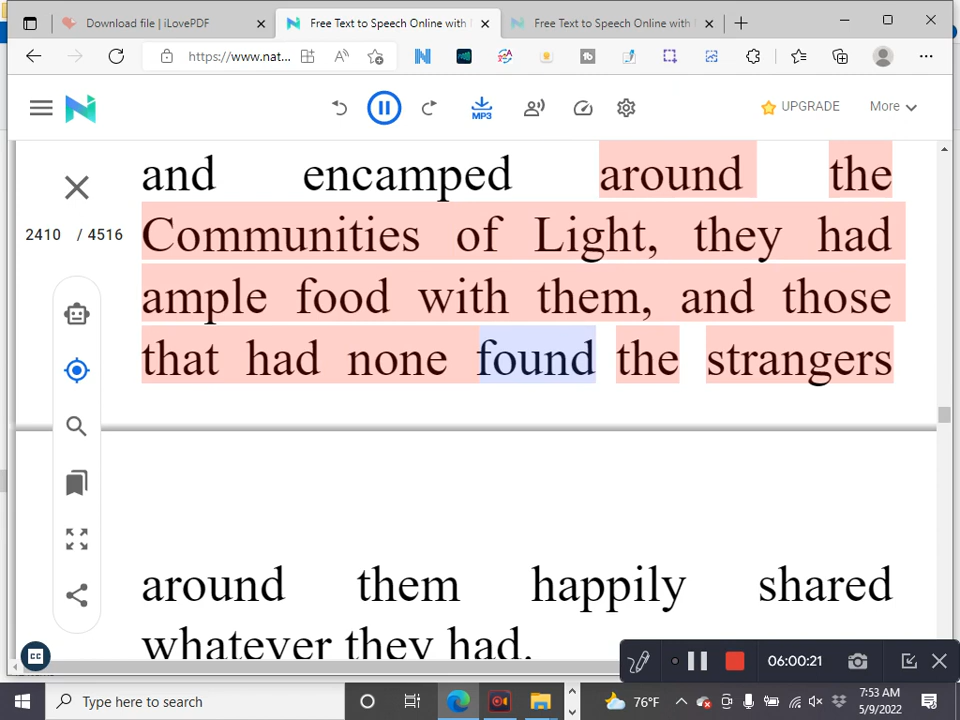 Download file | iLovePDF
Free Text to Speech Online with
Free Text to Speech Online with
https://www.nat...
MP3
UPGRADE
More
and encamped around the
2410 / 4516
Communities of Light, they had
ample food with them, and those
that had none found the strangers
around them happily shared
whatever they had.
CC
06:00:21
Type here to search
76°F
7:53 AM
5/9/2022